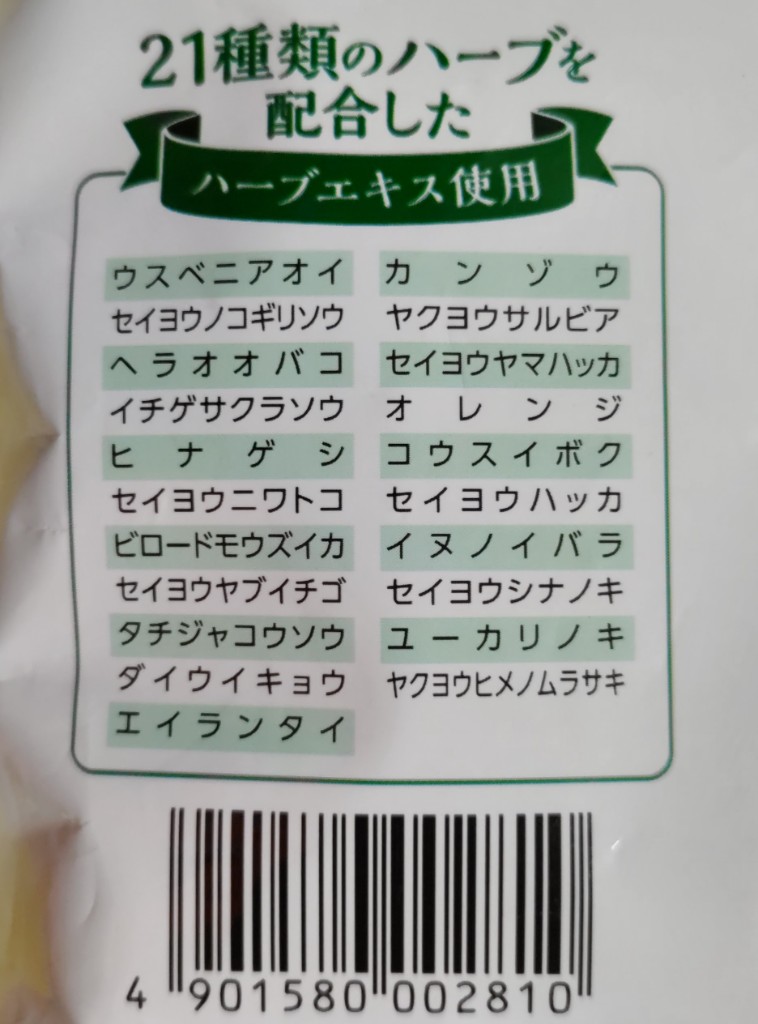 21種類のハーブを
配合した
ハーブエキス使用
ウスベニアオイ
セイヨウノコギリソウ
ヘラオオバコ
イチゲサクラソウ
ヒナゲシ
セイヨウニワトコ
ビロードモウズイカ
セイヨウヤブイチゴ
タチジャコウソウ
ダイウイキョウ
エイランタイ
カンゾウ
ヤクヨウサルビア
セイヨウヤマハッカ
オレンジ
コウスイボク
セイヨウハッカ
イヌノイバラ
セイヨウシナノキ
ユーカリノキ
ヤクヨウヒメノムラサキ
4 901580 002810